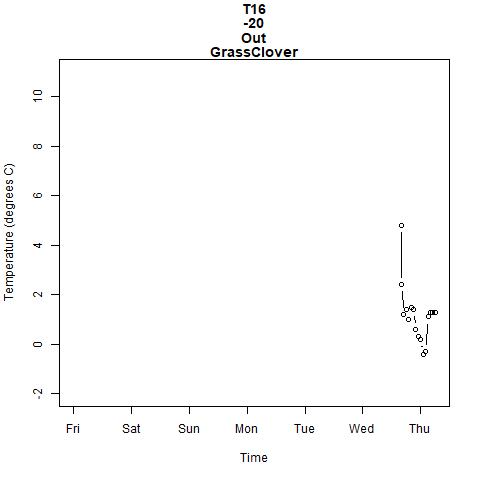 T16
-20
Out
GrassClover
Temperature (degrees C)
10
8
6
4
2
0
-2
Fri Sat Sun Mon Tue Wed Thu
Time